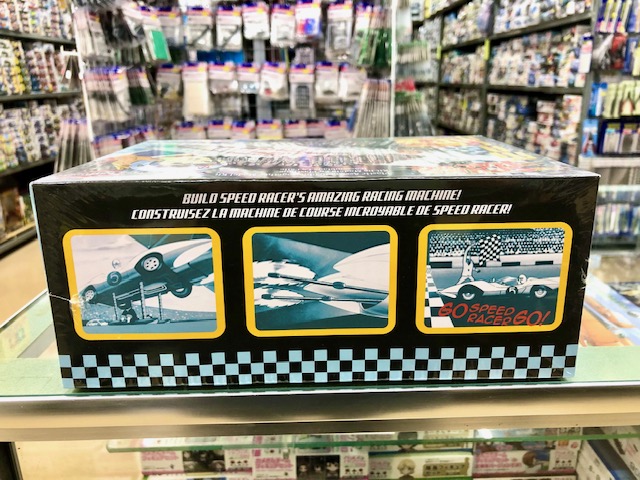 BUILD SPEED RACER'S AMAZING RACING MACHINE!
CONSTRUISEZ LA MACHINE DE COURSE INCROYABLE DE SPEED RACER!
GO SPEED
RACER GO!
5